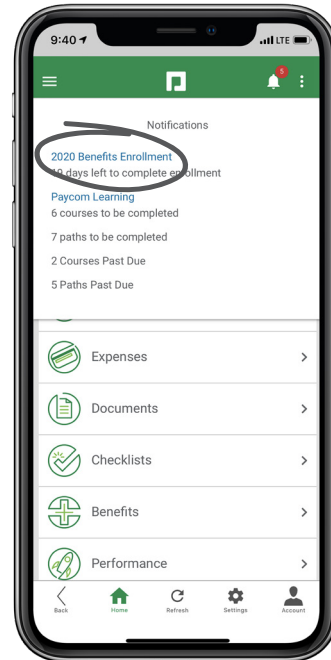 9:40
LTE
5
Notifications
2020 Benefits Enrollment
days left to complete enrollment
Paycom Learning
6 courses to be completed
7 paths to be completed
2 Courses Past Due
5 Paths Past Due
Expenses
Documents
Checklists
Benefits
Performance
Back Home Refresh Settings Account